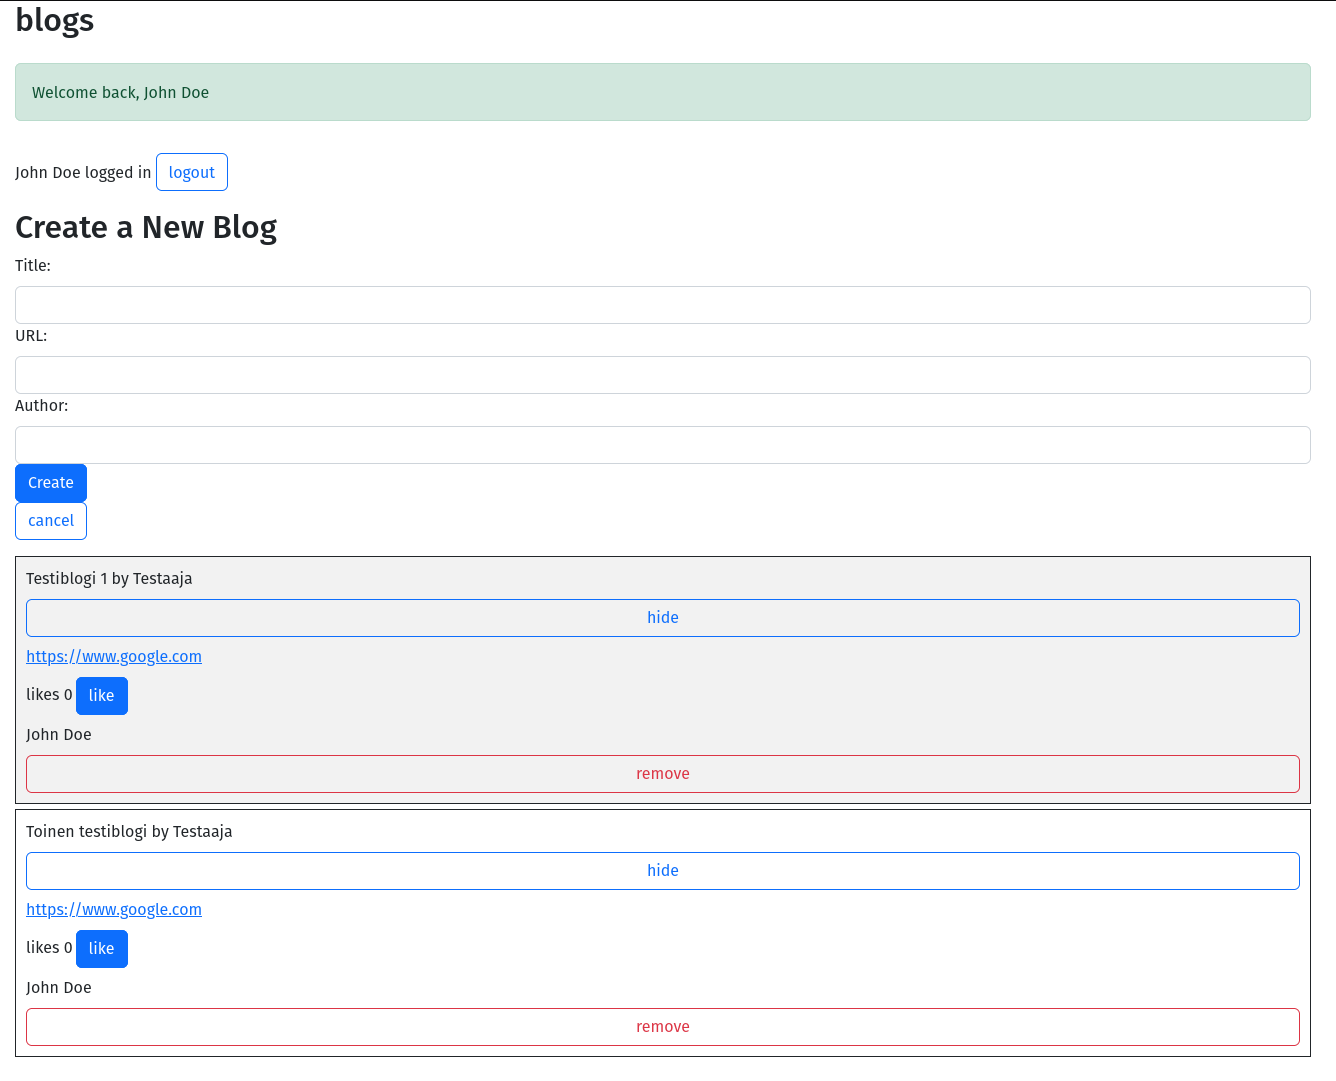 blogs
Welcome back, John Doe
John Doe logged in logout
Create a New Blog
Title:
URL:
Author:
Create
cancel
Testiblogi 1 by Testaaja
hide
https://www.google.com
likes 0 like
John Doe
remove
Toinen testiblogi by Testaaja
hide
https://www.google.com
likes 0 like
John Doe
remove